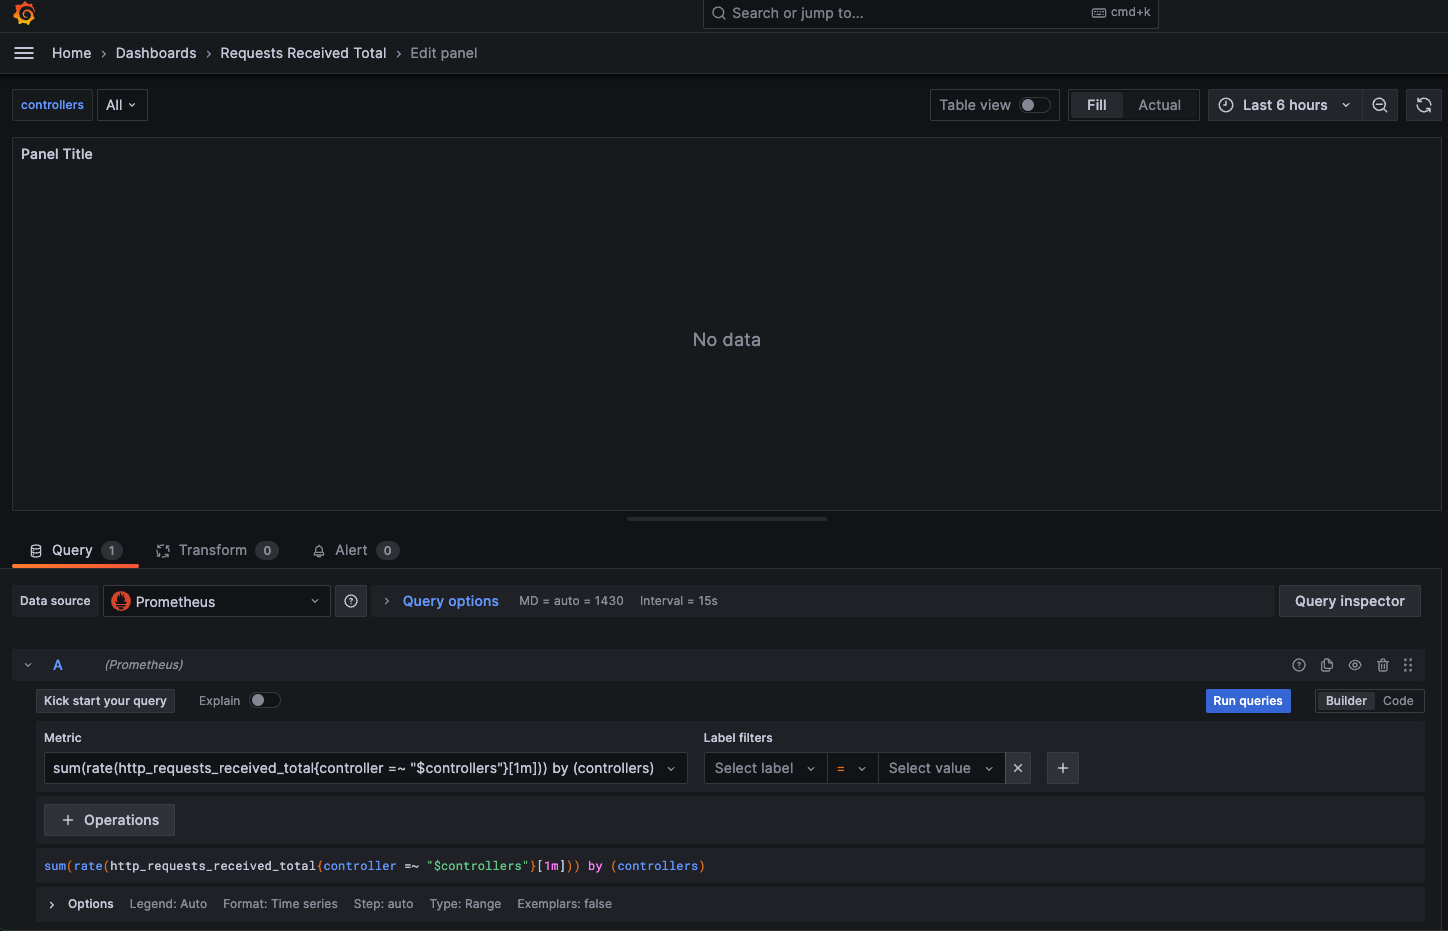 Search or jump to...
cmd+k
Home › Dashboards › Requests Received Total › Edit panel
controllers All
Table view Fill Actual Last 6 hours
Panel Title
No data
Query 1 Transform 0 Alert 0
Data source Prometheus Query options MD = auto = 1430 Interval = 15s Query inspector
A (Prometheus)
Kick start your query Explain Run queries Builder Code
Metric Label filters
sum(rate(http_requests_received_total{controller =~ "$controllers"}[1m])) by (controllers) Select label = Select value
+ Operations
sum(rate(http_requests_received_total{controller =~ "$controllers"}[1m])) by (controllers)
Options Legend: Auto Format: Time series Step: auto Type: Range Exemplars: false